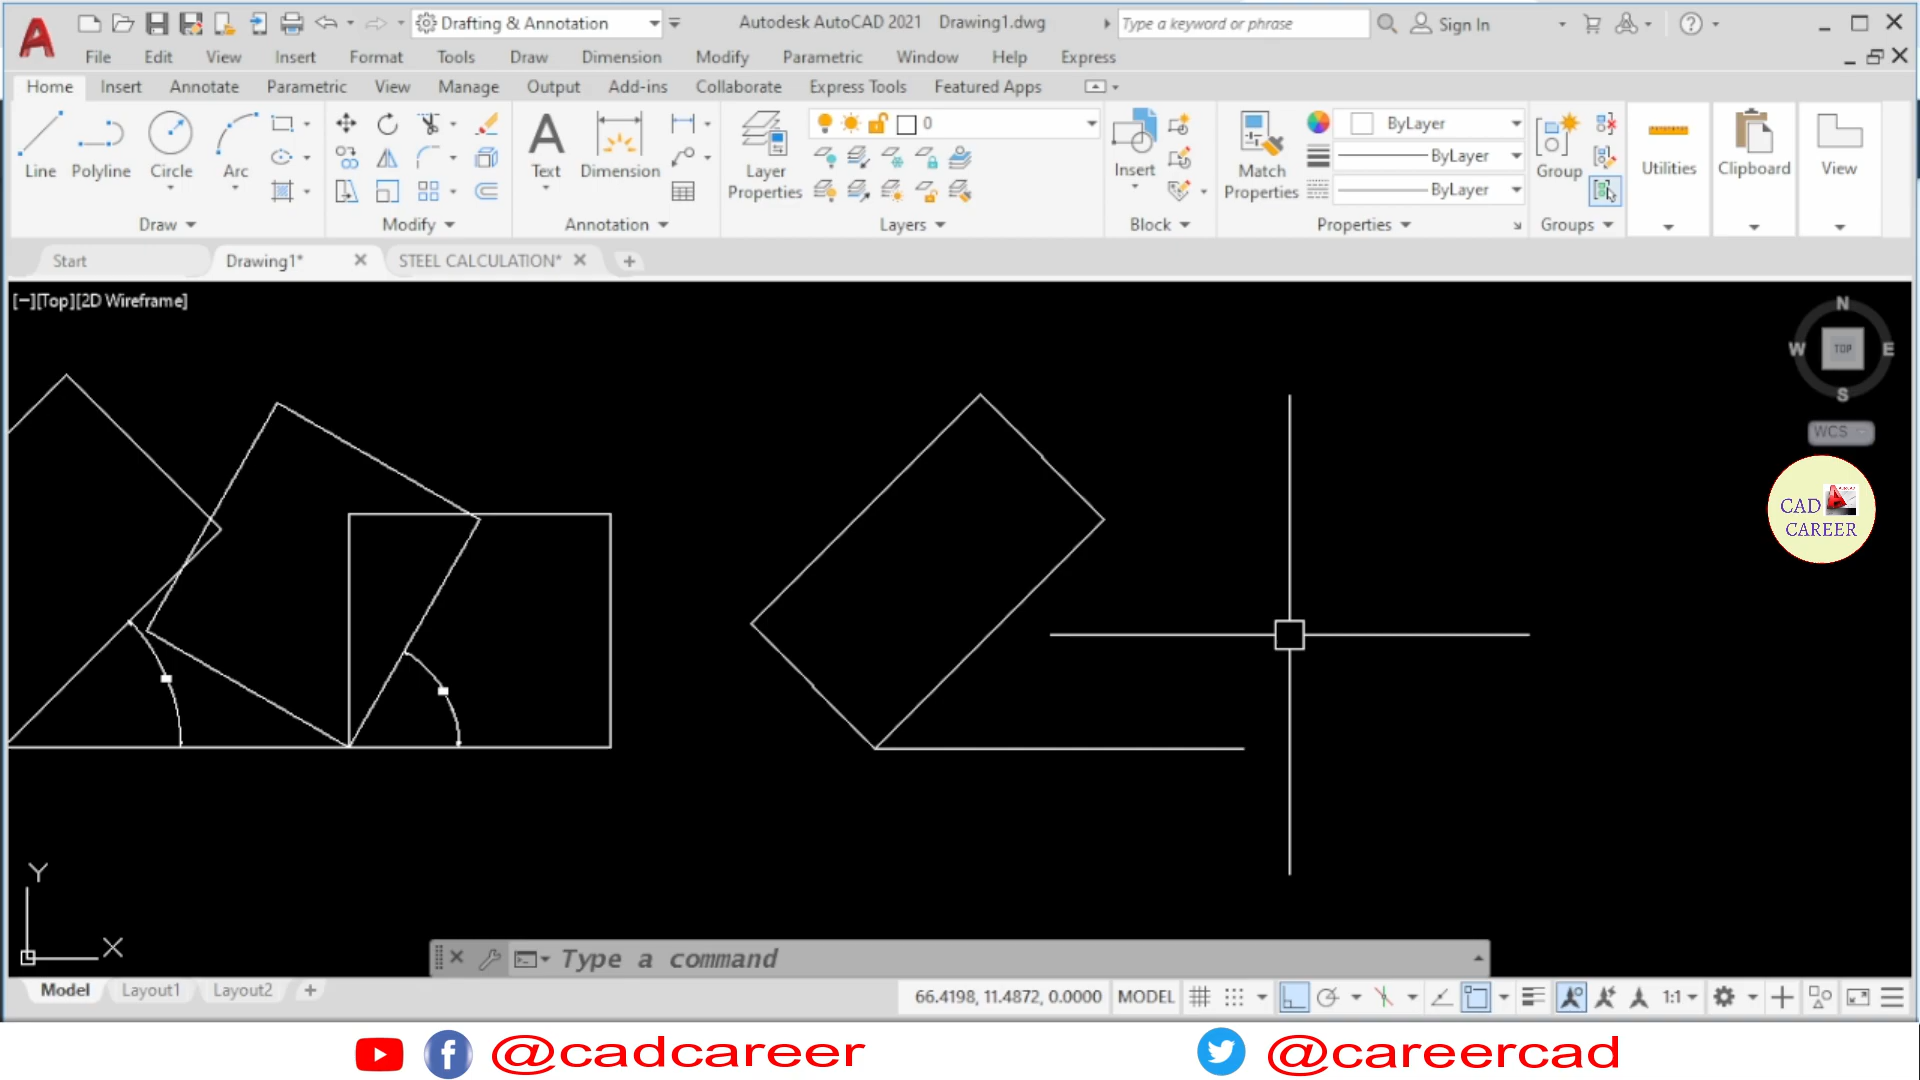 Drafting & Annotation
Autodesk AutoCAD 2021 Drawing1.dwg
Type a keyword or phrase
Sign In
File Edit View Insert Format Tools Draw Dimension Modify Parametric Window Help Express
Home Insert Annotate Parametric View Manage Output Add-ins Collaborate Express Tools Featured Apps
Line Polyline Circle Arc
Text Dimension
Layer Properties
0
Insert
Match Properties
ByLayer
ByLayer
ByLayer
Group
Utilities
Clipboard
View
Draw Modify Annotation Layers Block Properties Groups
Start Drawing1* STEEL CALCULATION*
[−][Top][2D Wireframe]
N
W TOP E
S
WCS
CAD
CAREER
Y
X
Type a command
Model Layout1 Layout2
66.4198, 11.4872, 0.0000 MODEL 1:1
@cadcareer @careercad